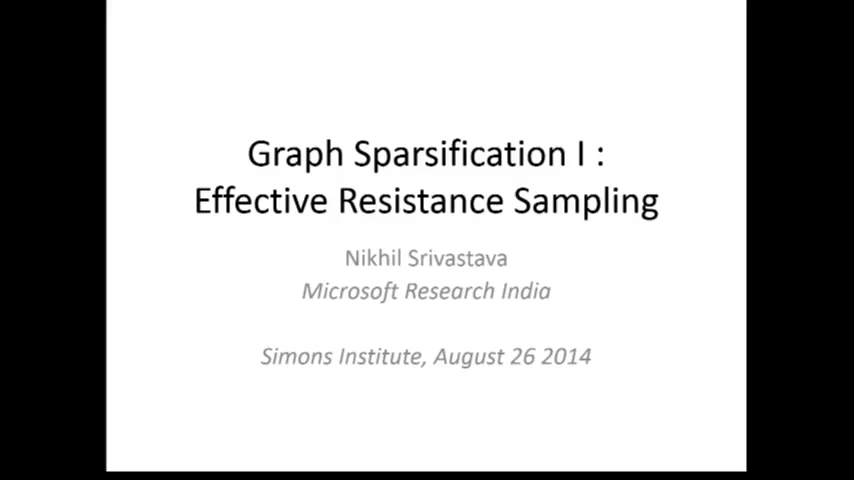 Graph Sparsification I :
Effective Resistance Sampling
Nikhil Srivastava
Microsoft Research India
Simons Institute, August 26 2014